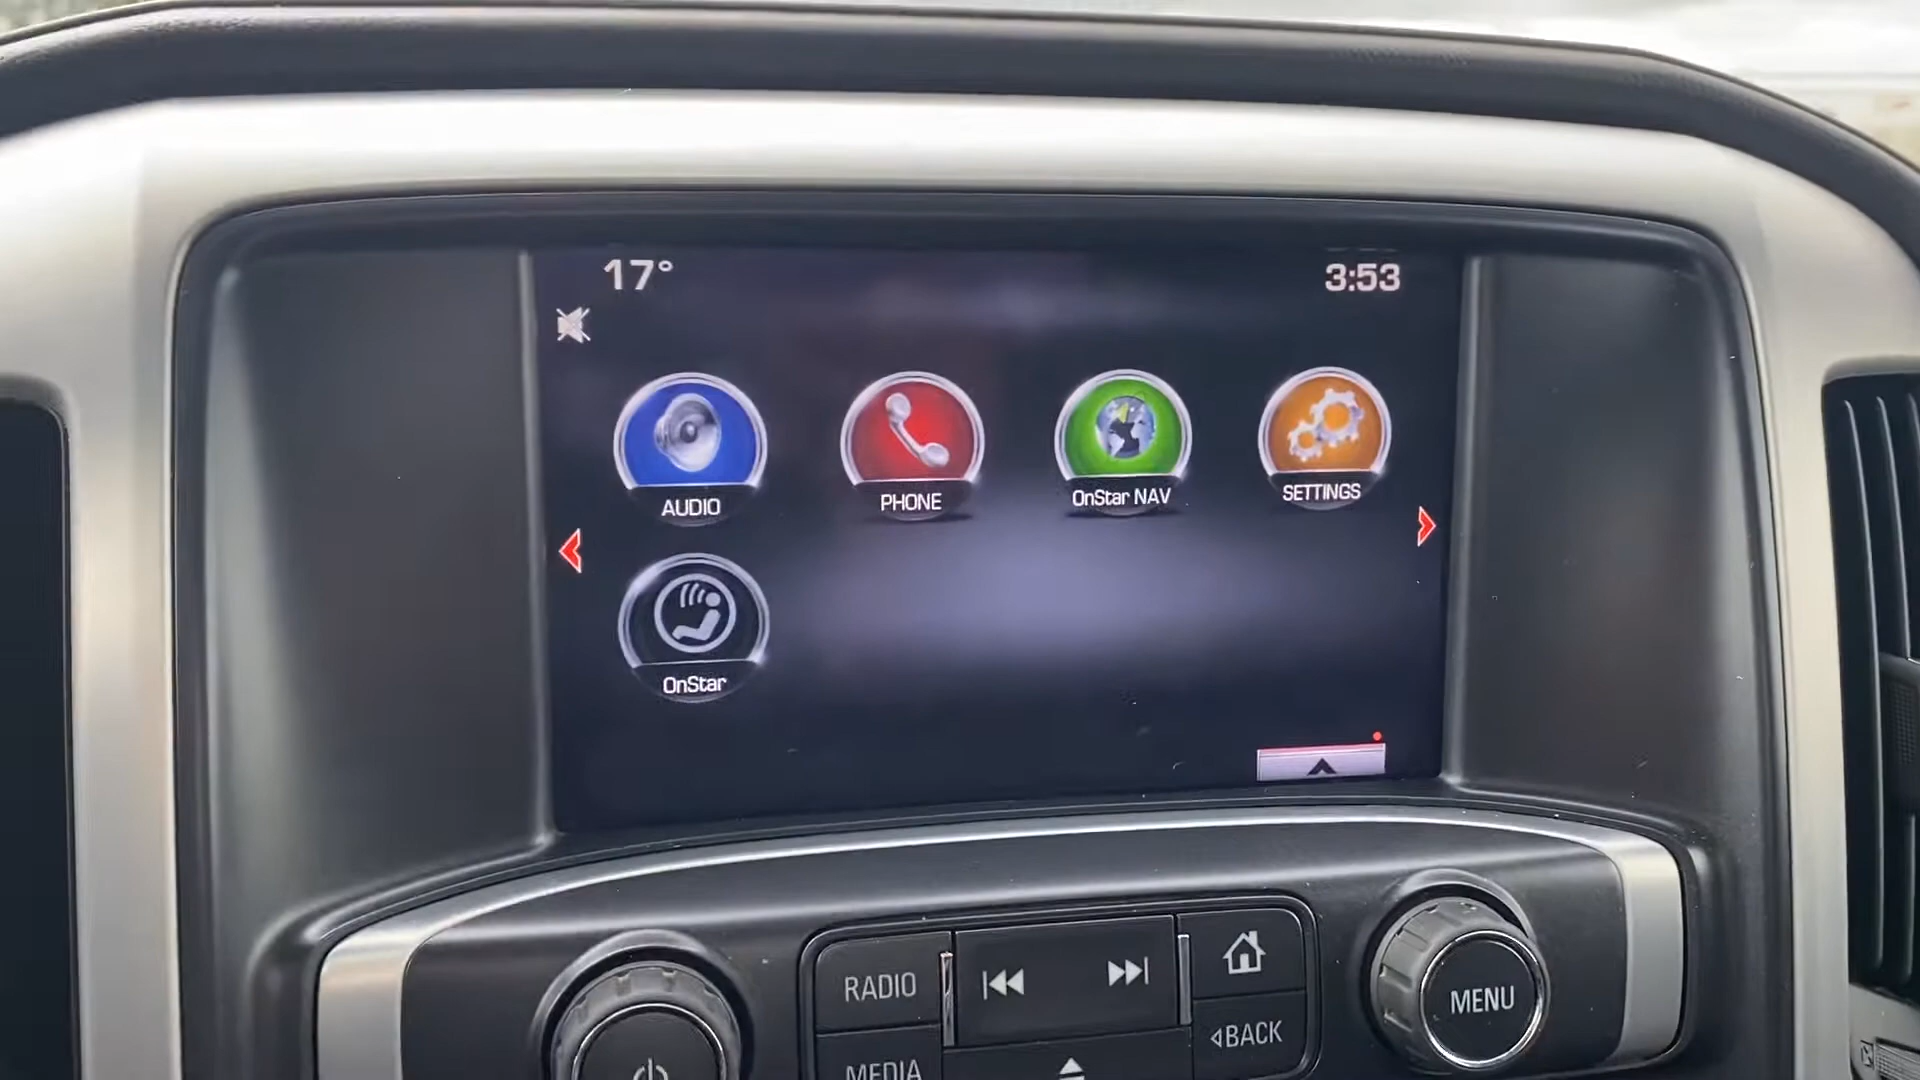 17°
3:53
AUDIO
PHONE
OnStar NAV
SETTINGS
OnStar
RADIO
MENU
BACK
MEDIA